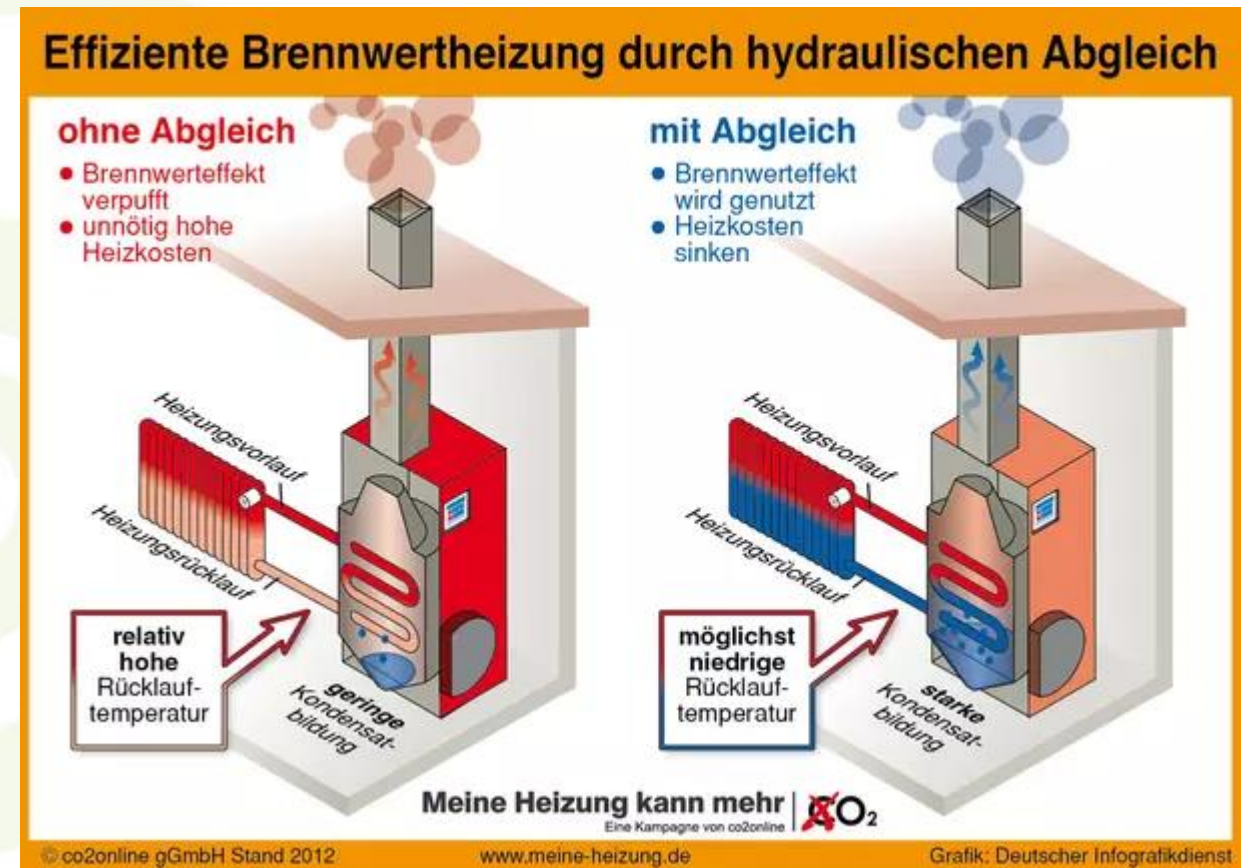 Effiziente Brennwertheizung durch hydraulischen Abgleich
ohne Abgleich
• Brennwerteffekt
verpufft
• unnötig hohe
Heizkosten
Heizungsvorlauf
Heizungsrücklauf
relativ
hohe
Rücklauf-
temperatur
geringe
Kondensat-
bildung
mit Abgleich
• Brennwerteffekt
wird genutzt
• Heizkosten
sinken
Heizungsvorlauf
Heizungsrücklauf
möglichst
niedrige
Rücklauf-
temperatur
starke
Kondensat-
bildung
Meine Heizung kann mehr
Eine Kampagne von co2online
CO₂
© co2online gGmbH Stand 2012
www.meine-heizung.de
Grafik: Deutscher Infografikdienst